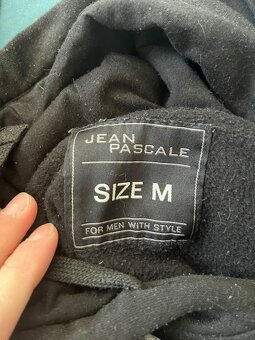 JEAN
PASCALE
SIZE M
FOR MEN WITH STYLE